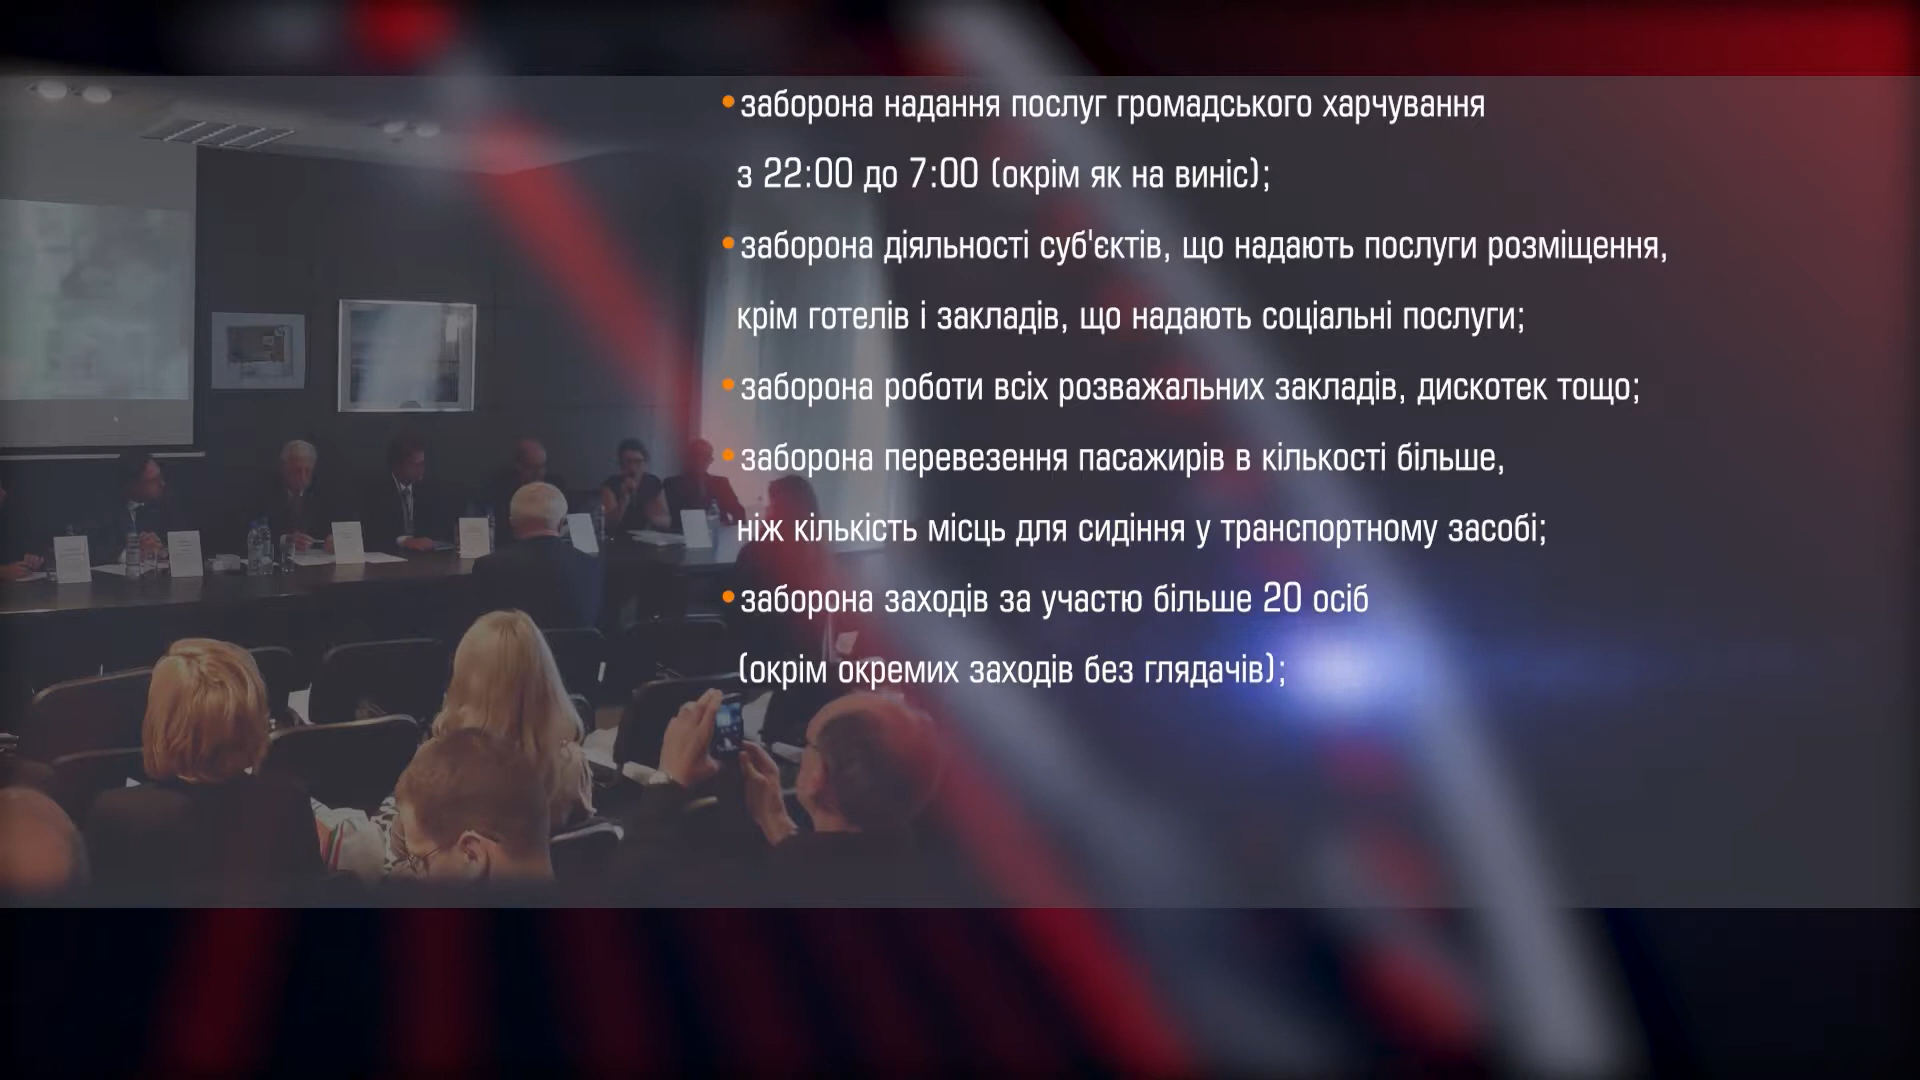 •заборона надання послуг громадського харчування
з 22:00 до 7:00 (окрім як на виніс);
•заборона діяльності суб'єктів, що надають послуги розміщення,
крім готелів і закладів, що надають соціальні послуги;
•заборона роботи всіх розважальних закладів, дискотек тощо;
•заборона перевезення пасажирів в кількості більше,
ніж кількість місць для сидіння у транспортному засобі;
•заборона заходів за участю більше 20 осіб
(окрім окремих заходів без глядачів);